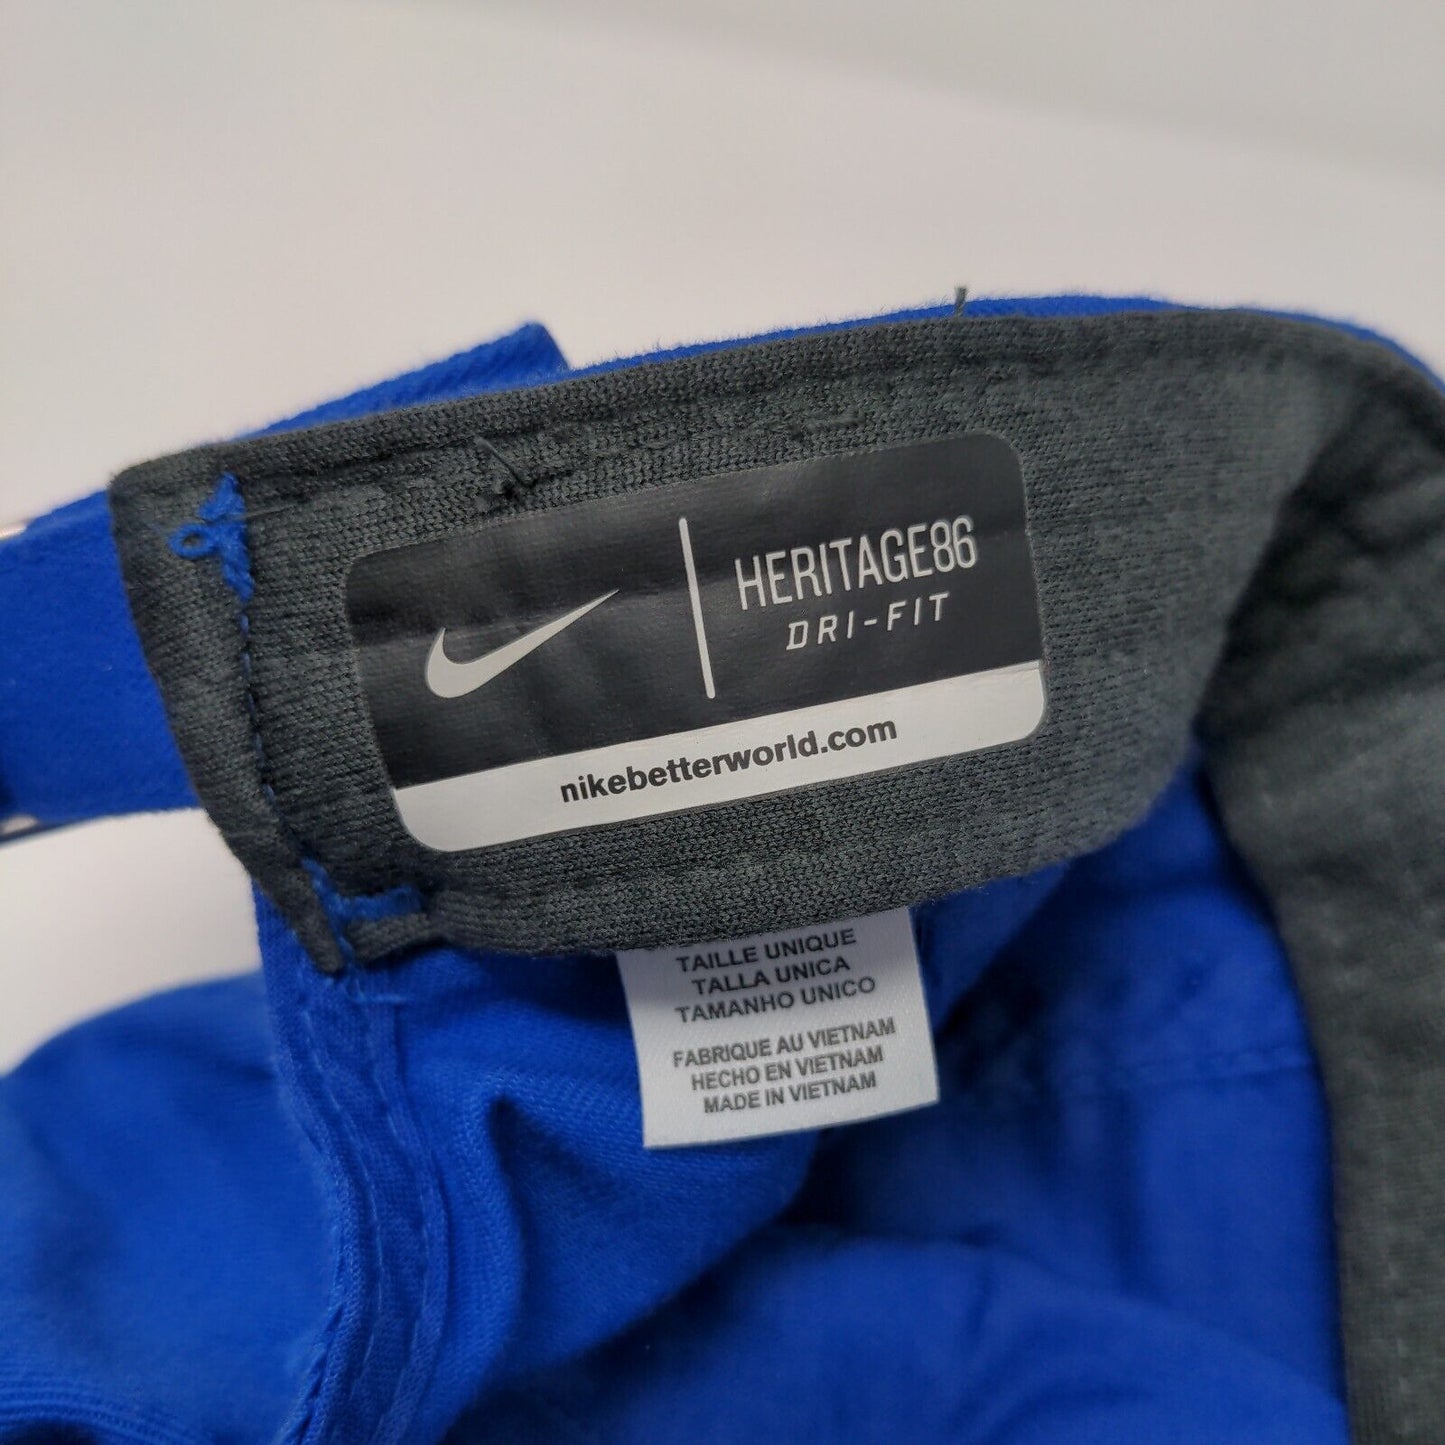 HERITAGE86
DRI-FIT
nikebetterworld.com
TAILLE UNIQUE
TALLA UNICA
TAMANHO UNICO
FABRIQUE AU VIETNAM
HECHO EN VIETNAM
MADE IN VIETNAM